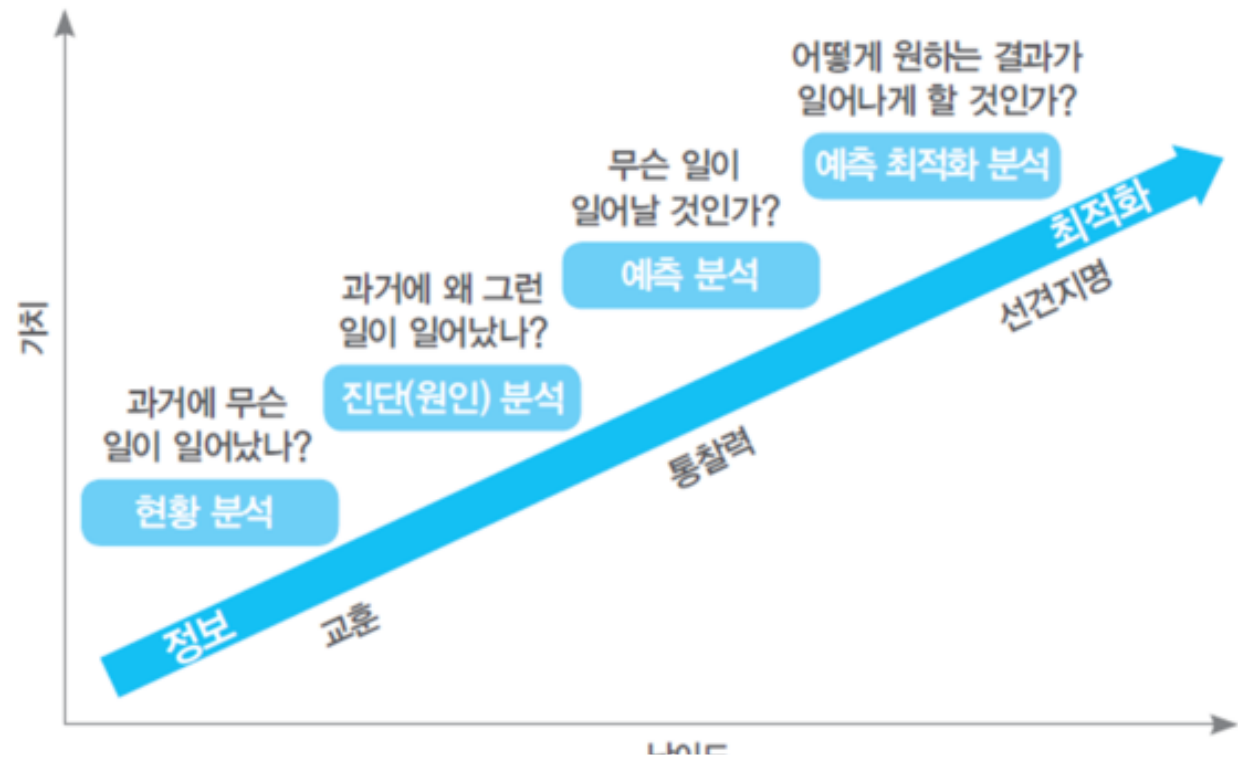 어떻게 원하는 결과가
일어나게 할 것인가?
예측 최적화 분석
무슨 일이
일어날 것인가?
예측 분석
과거에 왜 그런
일이 일어났나?
진단(원인) 분석
과거에 무슨
일이 일어났나?
현황 분석
가치
최적화
선견지명
통찰력
정보
교훈